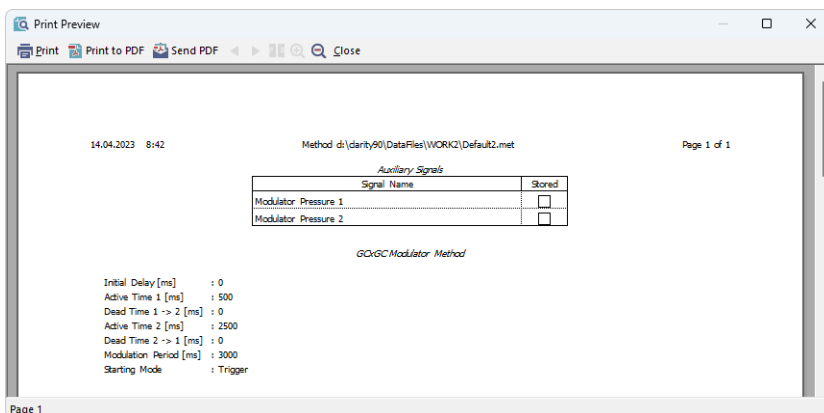 Print Preview
Print Print to PDF Send PDF Close
14.04.2023 8:42 Method d:\clarity90\DataFiles\WORK2\Default2.met Page 1 of 1
Auxiliary Signals
Signal Name Stored
Modulator Pressure 1
Modulator Pressure 2
GCxGC Modulator Method
Initial Delay [ms] : 0
Active Time 1 [ms] : 500
Dead Time 1 -> 2 [ms] : 0
Active Time 2 [ms] : 2500
Dead Time 2 -> 1 [ms] : 0
Modulation Period [ms] : 3000
Starting Mode : Trigger
Page 1